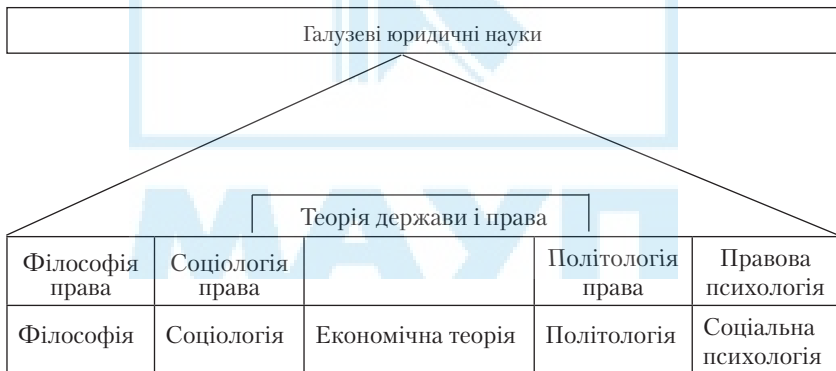 Галузеві юридичні науки
МАУП
Теорія держави і права
Філософія права
Соціологія права
Політологія права
Правова психологія
Філософія
Соціологія
Економічна теорія
Політологія
Соціальна психологія